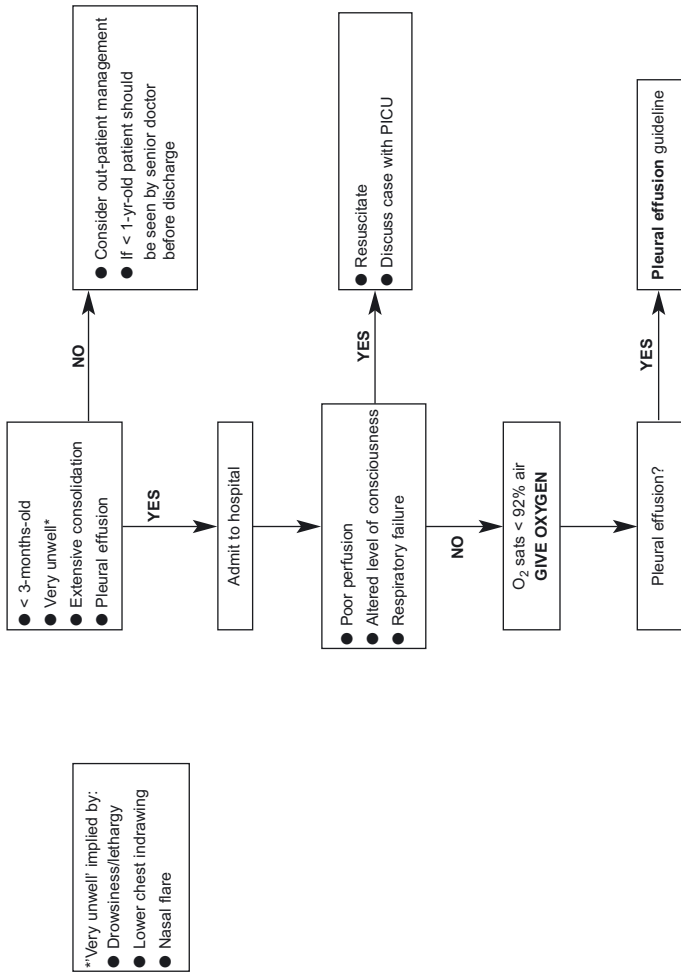 ● < 3-months-old
● Very unwell*
● Extensive consolidation
● Pleural effusion
NO
● Consider out-patient management
● If < 1-yr-old patient should
be seen by senior doctor
before discharge
YES
Admit to hospital
● Poor perfusion
● Altered level of consciousness
● Respiratory failure
YES
● Resuscitate
● Discuss case with PICU
NO
O₂ sats < 92% air
GIVE OXYGEN
Pleural effusion?
YES
Pleural effusion guideline
*'Very unwell' implied by:
● Drowsiness/lethargy
● Lower chest indrawing
● Nasal flare